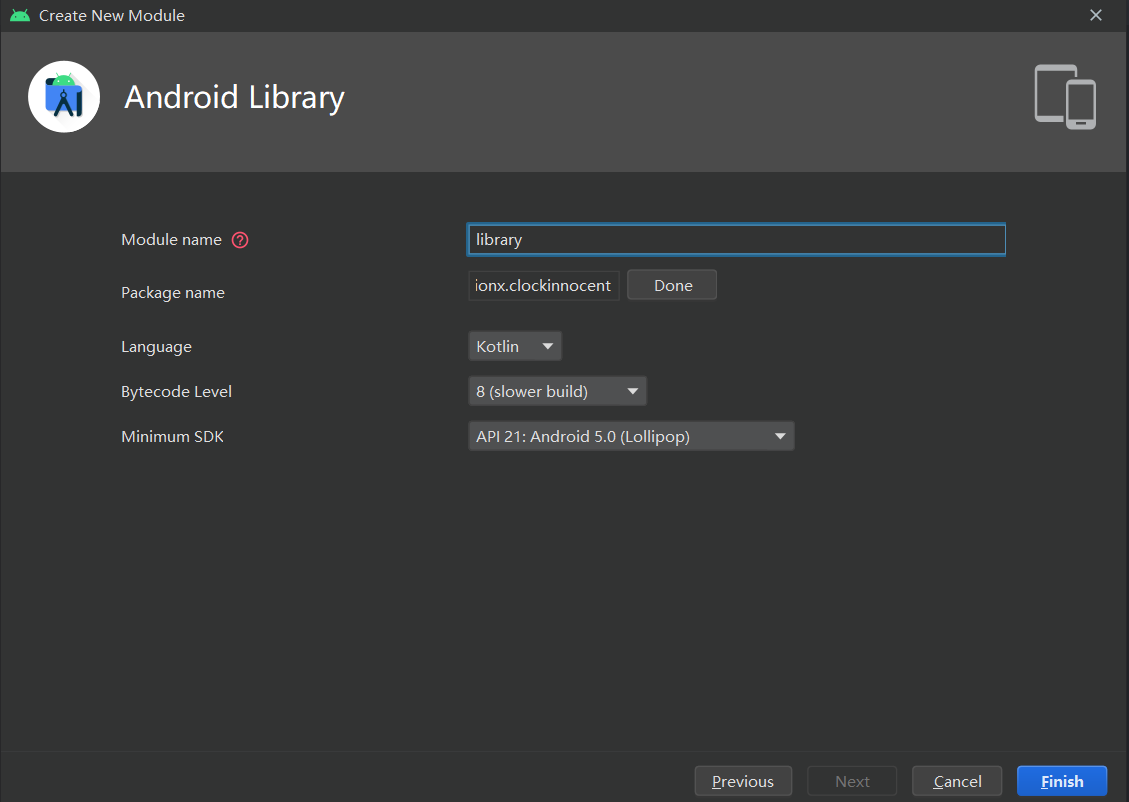 Create New Module
Android Library
Module name ?
library
Package name
ionx.clockinnocent
Done
Language
Kotlin
Bytecode Level
8 (slower build)
Minimum SDK
API 21: Android 5.0 (Lollipop)
Previous
Next
Cancel
Finish